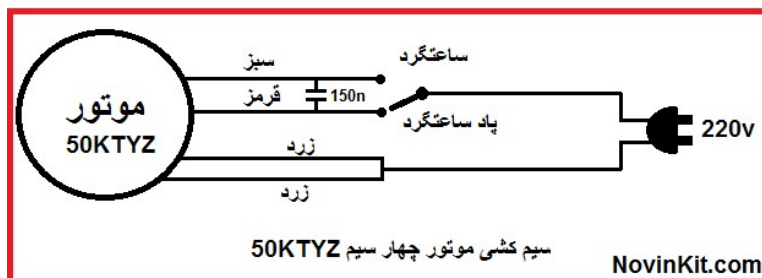 ساعتگرد
سبز
150n
قرمز
پاد ساعتگرد
موتور
50KTYZ
220v
زرد
زرد
سیم کشی موتور چهار سیم 50KTYZ
NovinKit.com